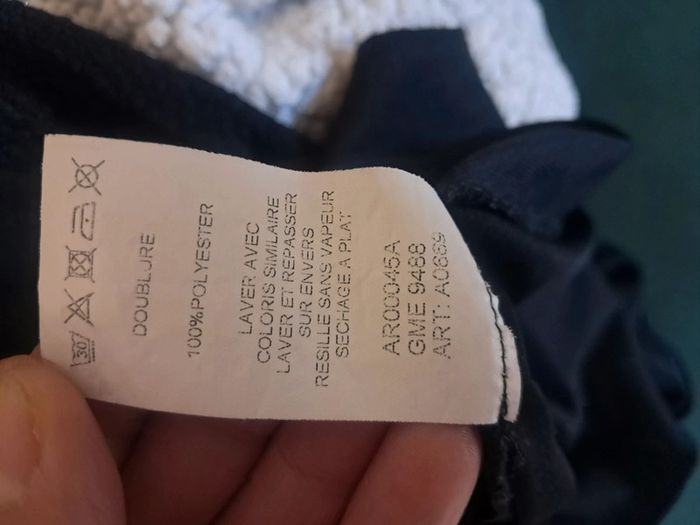 30
DOUBLURE
100%POLYESTER
LAVER AVEC
COLORIS SIMILAIRE
LAVER ET REPASSER
SUR ENVERS
RESILLE SANS VAPEUR
SECHAGE A PLAT
AR00045A
GME 9488
ART: A0869